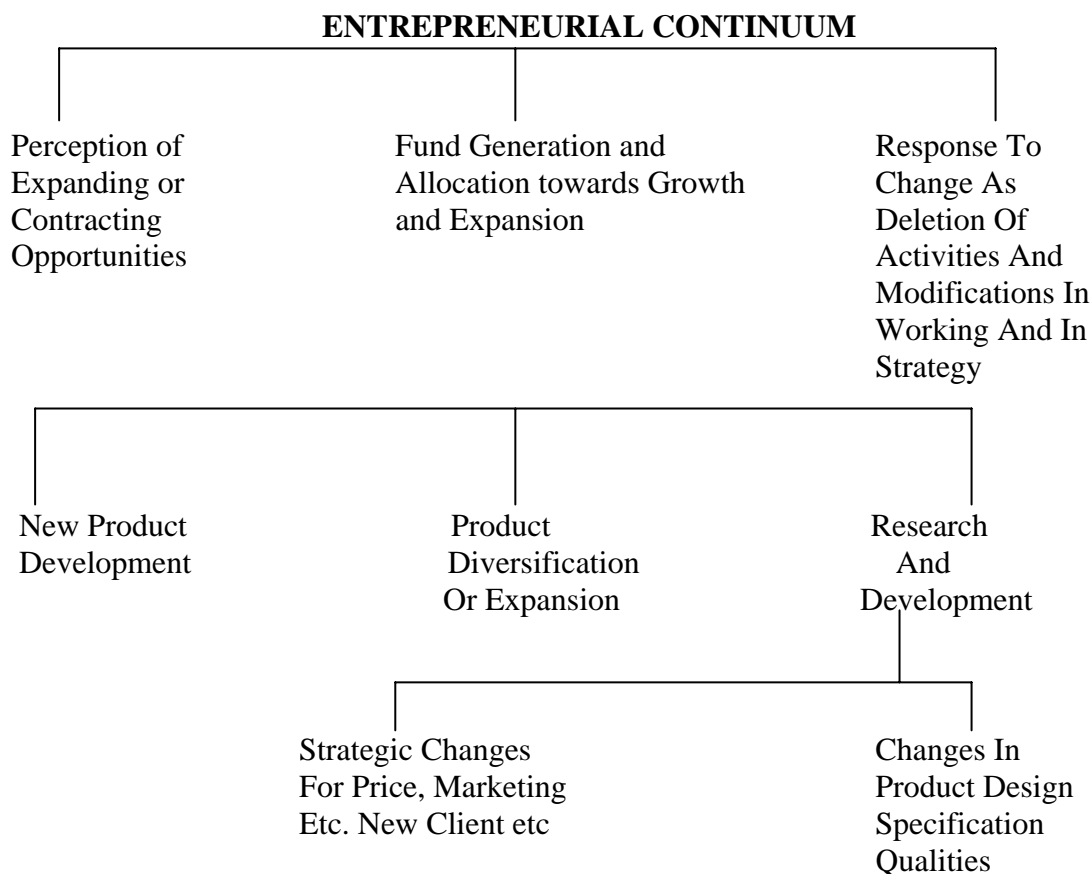 ENTREPRENEURIAL CONTINUUM
Perception of
Expanding or
Contracting
Opportunities
Fund Generation and
Allocation towards Growth
and Expansion
Response To
Change As
Deletion Of
Activities And
Modifications In
Working And In
Strategy
New Product
Development
Product
Diversification
Or Expansion
Research
And
Development
Strategic Changes
For Price, Marketing
Etc. New Client etc
Changes In
Product Design
Specification
Qualities